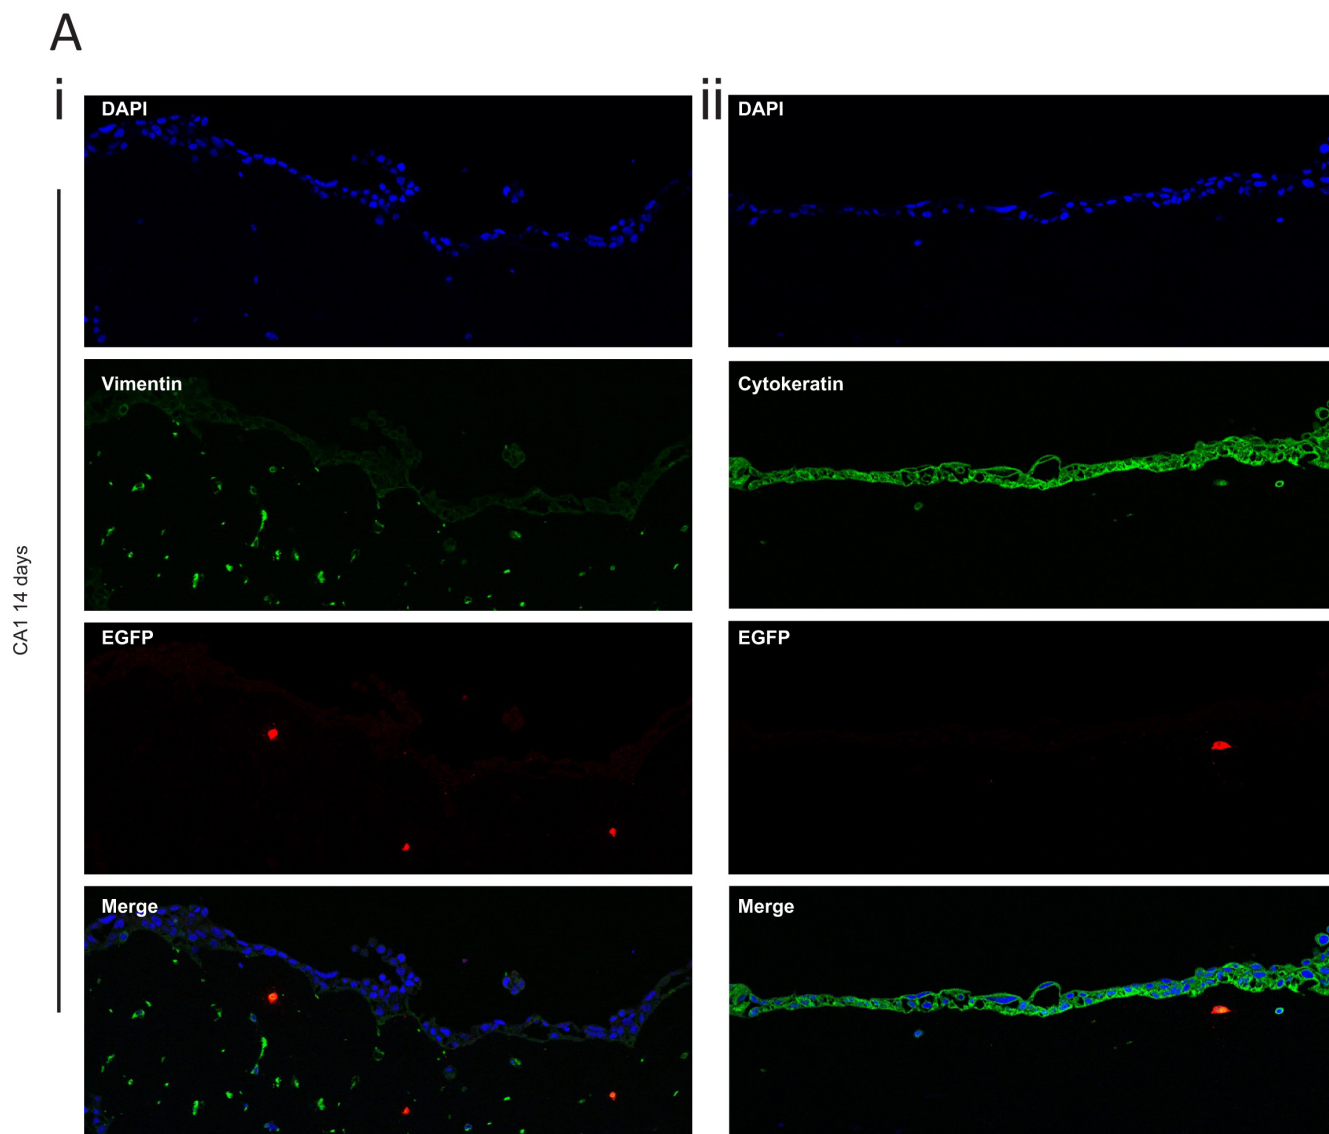 A
i
ii
DAPI
DAPI
CA1 14 days
Vimentin
Cytokeratin
EGFP
EGFP
Merge
Merge